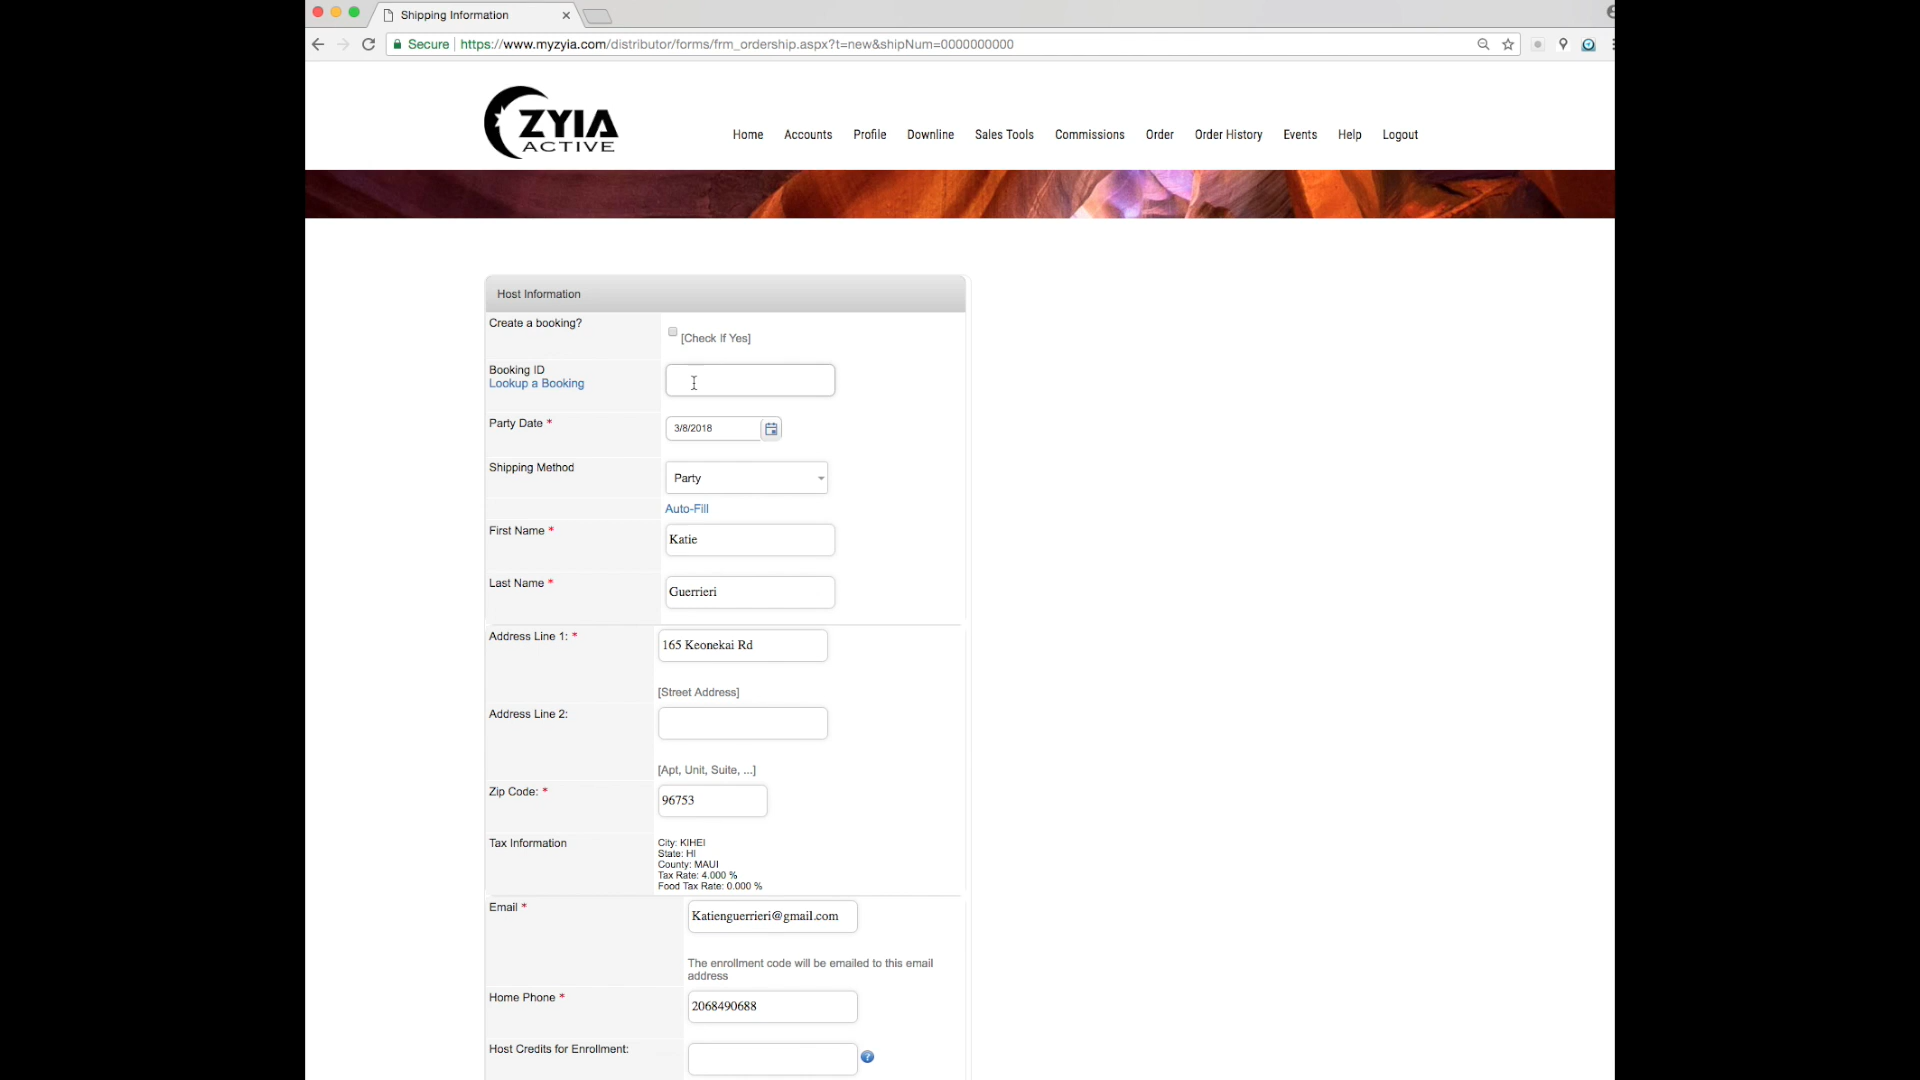 Shipping Information
Secure https://www.myzyia.com/distributor/forms/frm_ordership.aspx?t=new&shipNum=0000000000
ZYIA
ACTIVE
Home Accounts Profile Downline Sales Tools Commissions Order Order History Events Help Logout
Host Information
Create a booking?
[Check If Yes]
Booking ID
Lookup a Booking
Party Date *
3/8/2018
Shipping Method
Party
Auto-Fill
First Name *
Katie
Last Name *
Guerrieri
Address Line 1: *
165 Keonekai Rd
[Street Address]
Address Line 2:
[Apt, Unit, Suite, ...]
Zip Code: *
96753
Tax Information
City: KIHEI
State: HI
County: MAUI
Tax Rate: 4.000 %
Food Tax Rate: 0.000 %
Email *
Katienguerrieri@gmail.com
The enrollment code will be emailed to this email
address
Home Phone *
2068490688
Host Credits for Enrollment: